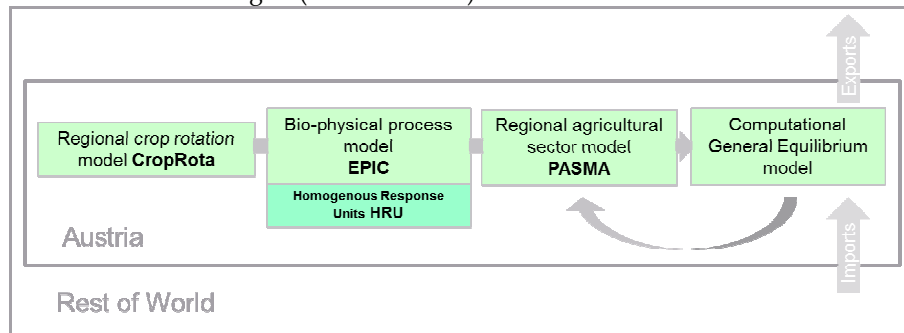 Exports
Regional crop rotation
model CropRota
Bio-physical process
model
EPIC
Homogenous Response
Units HRU
Regional agricultural
sector model
PASMA
Computational
General Equilibrium
model
Austria
Imports
Rest of World